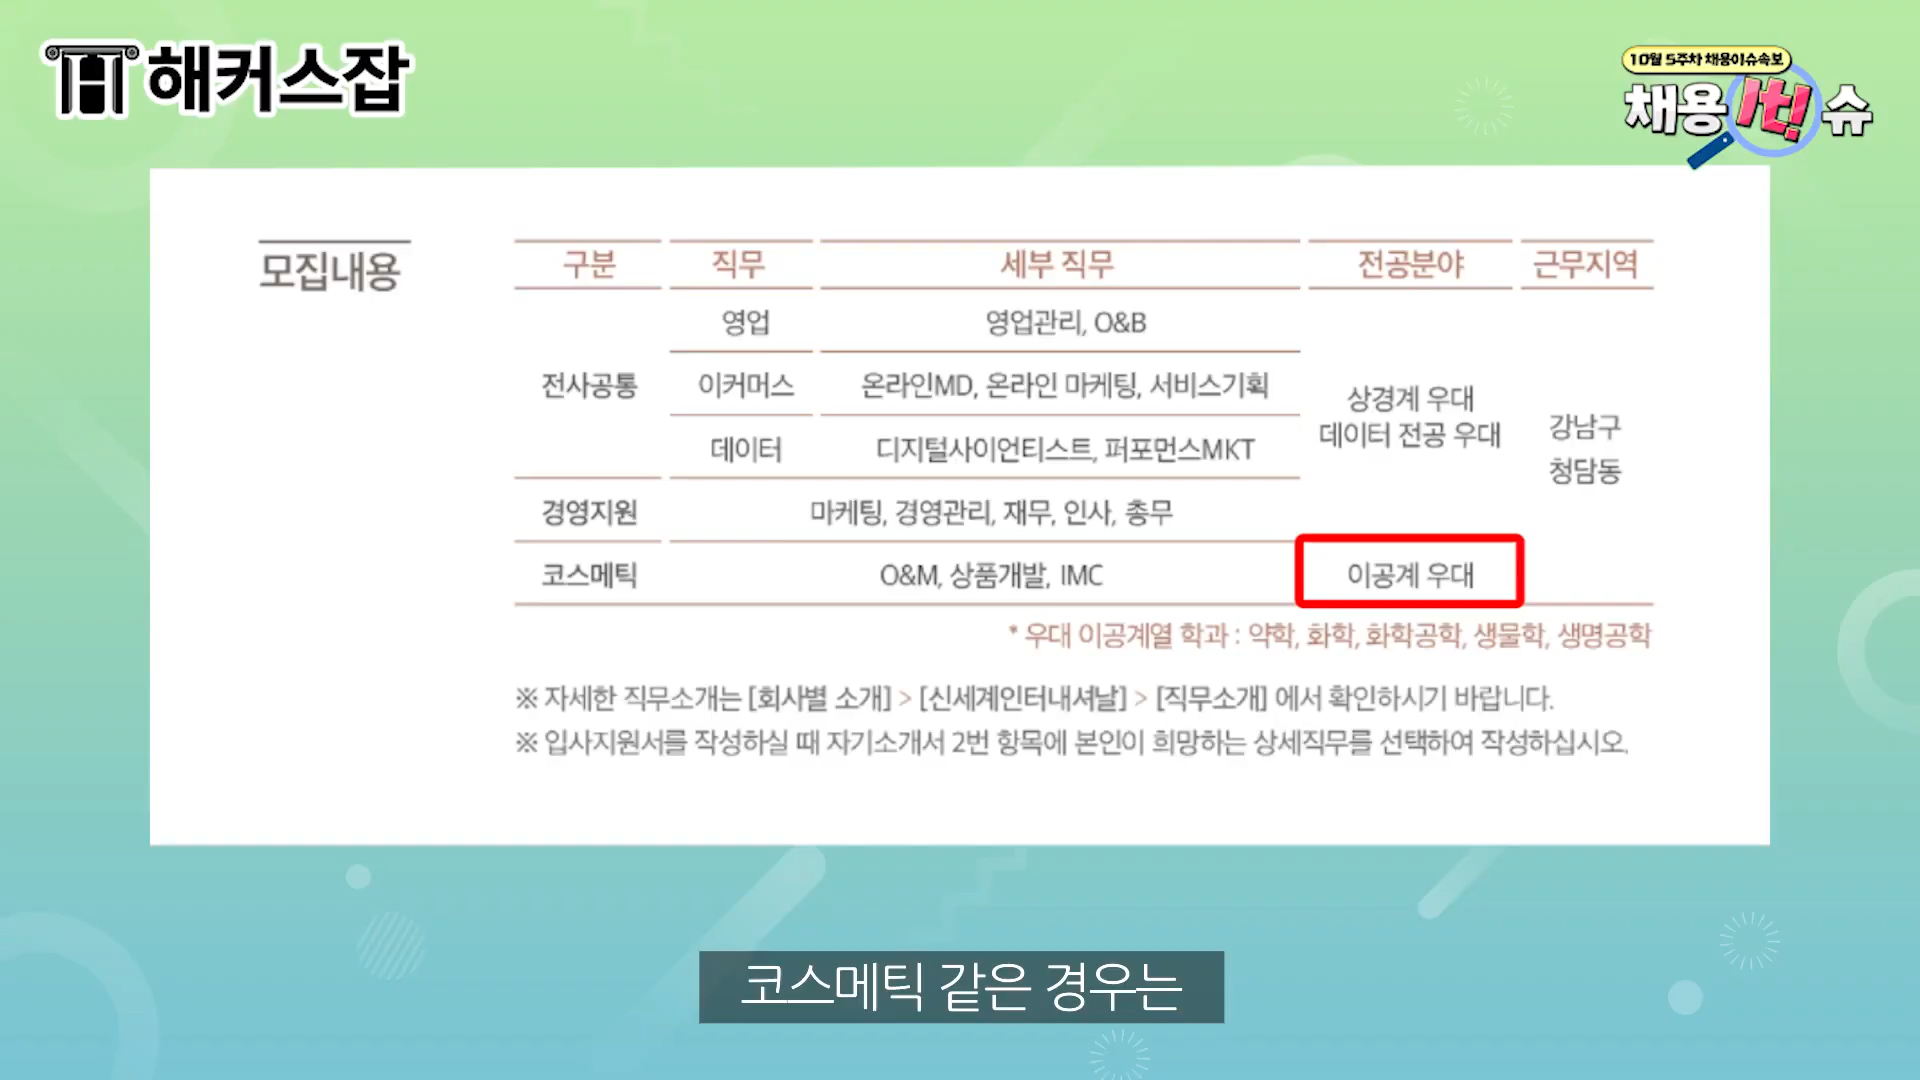 해커스잡
10월 5주차 채용이슈속보
채용 It! 슈
모집내용
구분 직무 세부 직무 전공분야 근무지역
영업 영업관리, O&B
전사공통 이커머스 온라인MD, 온라인 마케팅, 서비스기획
상경계 우대
데이터 전공 우대
강남구
청담동
데이터 디지털사이언티스트, 퍼포먼스MKT
경영지원 마케팅, 경영관리, 재무, 인사, 총무
코스메틱 O&M, 상품개발, IMC 이공계 우대
* 우대 이공계열 학과 : 약학, 화학, 화학공학, 생물학, 생명공학
※ 자세한 직무소개는 [회사별 소개] > [신세계인터내셔날] > [직무소개] 에서 확인하시기 바랍니다.
※ 입사지원서를 작성하실 때 자기소개서 2번 항목에 본인이 희망하는 상세직무를 선택하여 작성하십시오.
코스메틱 같은 경우는